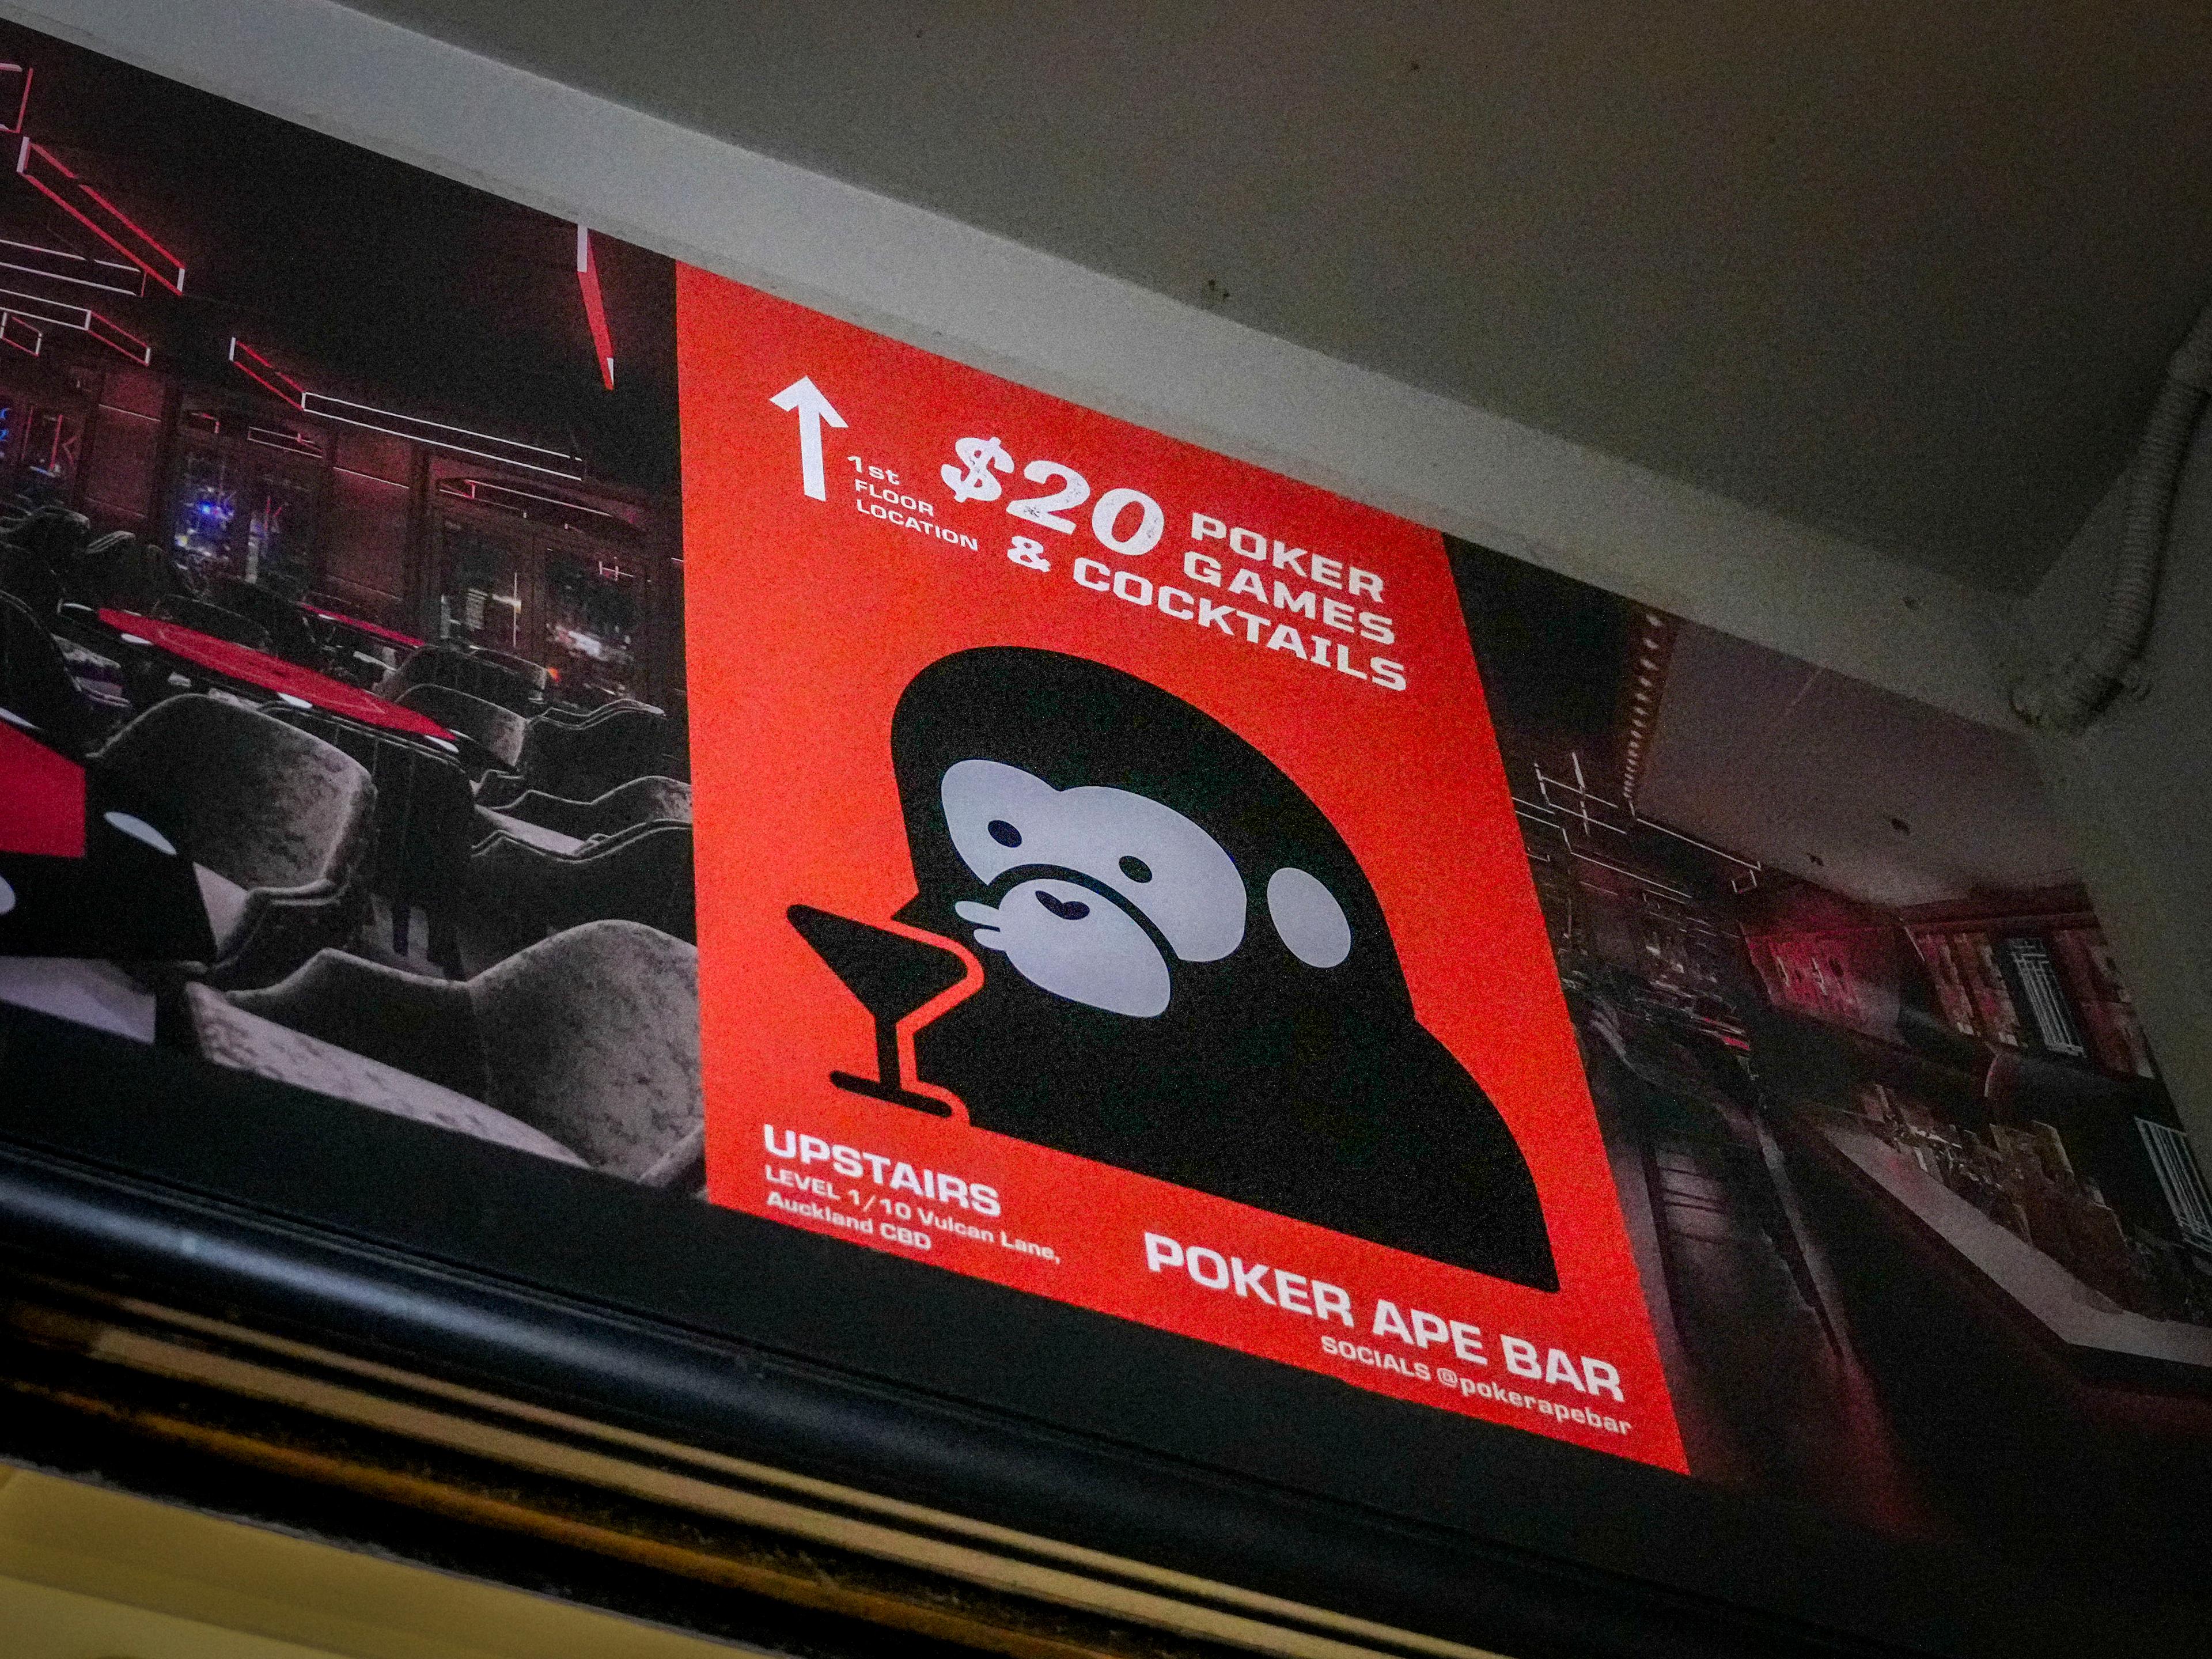 1st
FLOOR
LOCATION
$20 POKER
GAMES
& COCKTAILS
UPSTAIRS
LEVEL 1/10 Vulcan Lane,
Auckland CBD
POKER APE BAR
SOCIALS @pokerapebar